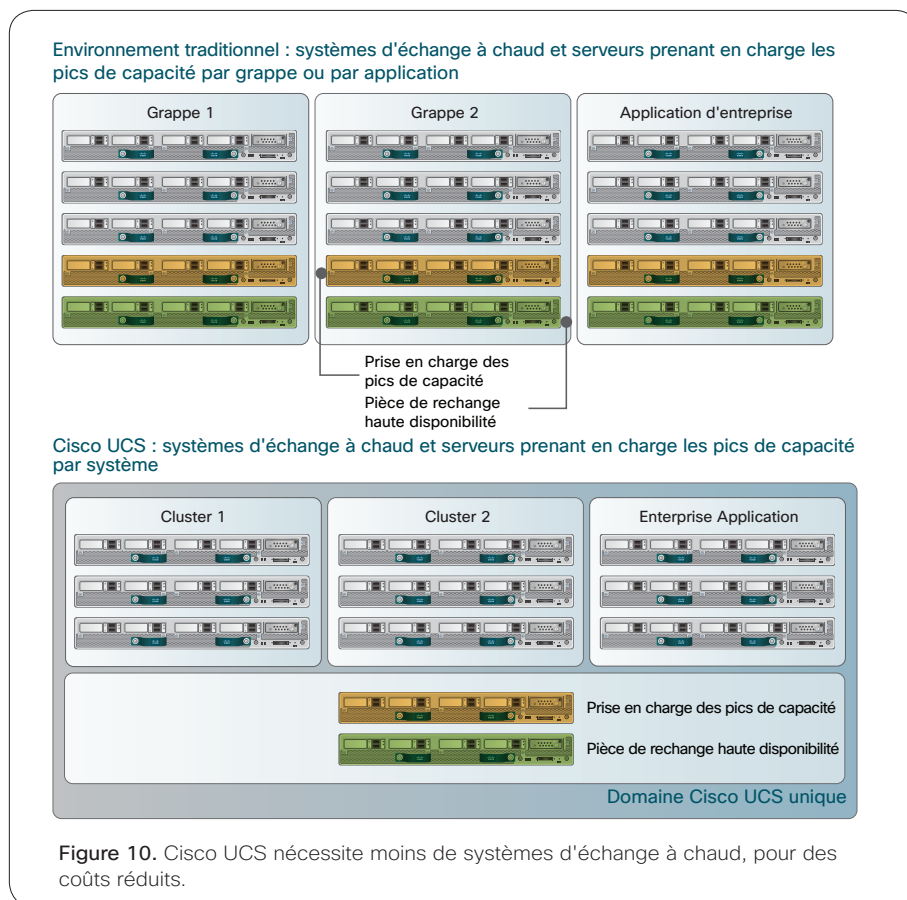 Environnement traditionnel : systèmes d'échange à chaud et serveurs prenant en charge les
pics de capacité par grappe ou par application
Grappe 1
Grappe 2
Application d'entreprise
Prise en charge des
pics de capacité
Pièce de rechange
haute disponibilité
Cisco UCS : systèmes d'échange à chaud et serveurs prenant en charge les pics de capacité
par système
Cluster 1
Cluster 2
Enterprise Application
Prise en charge des pics de capacité
Pièce de rechange haute disponibilité
Domaine Cisco UCS unique
Figure 10. Cisco UCS nécessite moins de systèmes d'échange à chaud, pour des
coûts réduits.